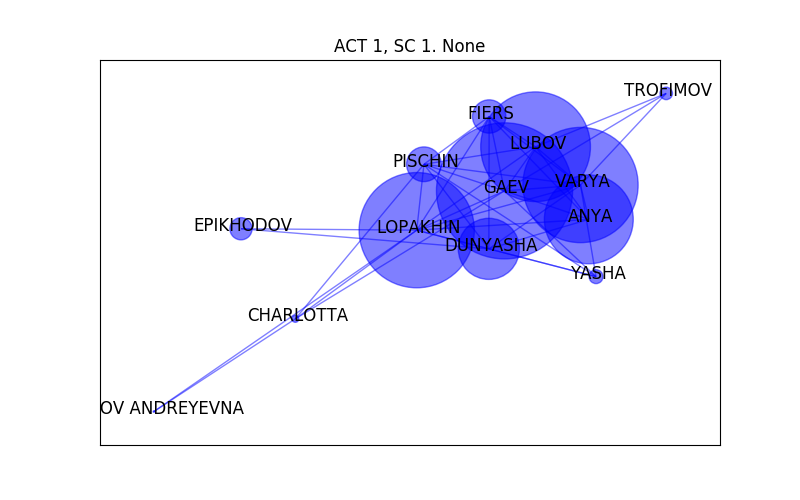 ACT 1, SC 1. None
TROFIMOV
FIERS
LUBOV
PISCHIN
VARYA
GAEV
ANYA
EPIKHODOV
LOPAKHIN
DUNYASHA
YASHA
CHARLOTTA
OV ANDREYEVNA